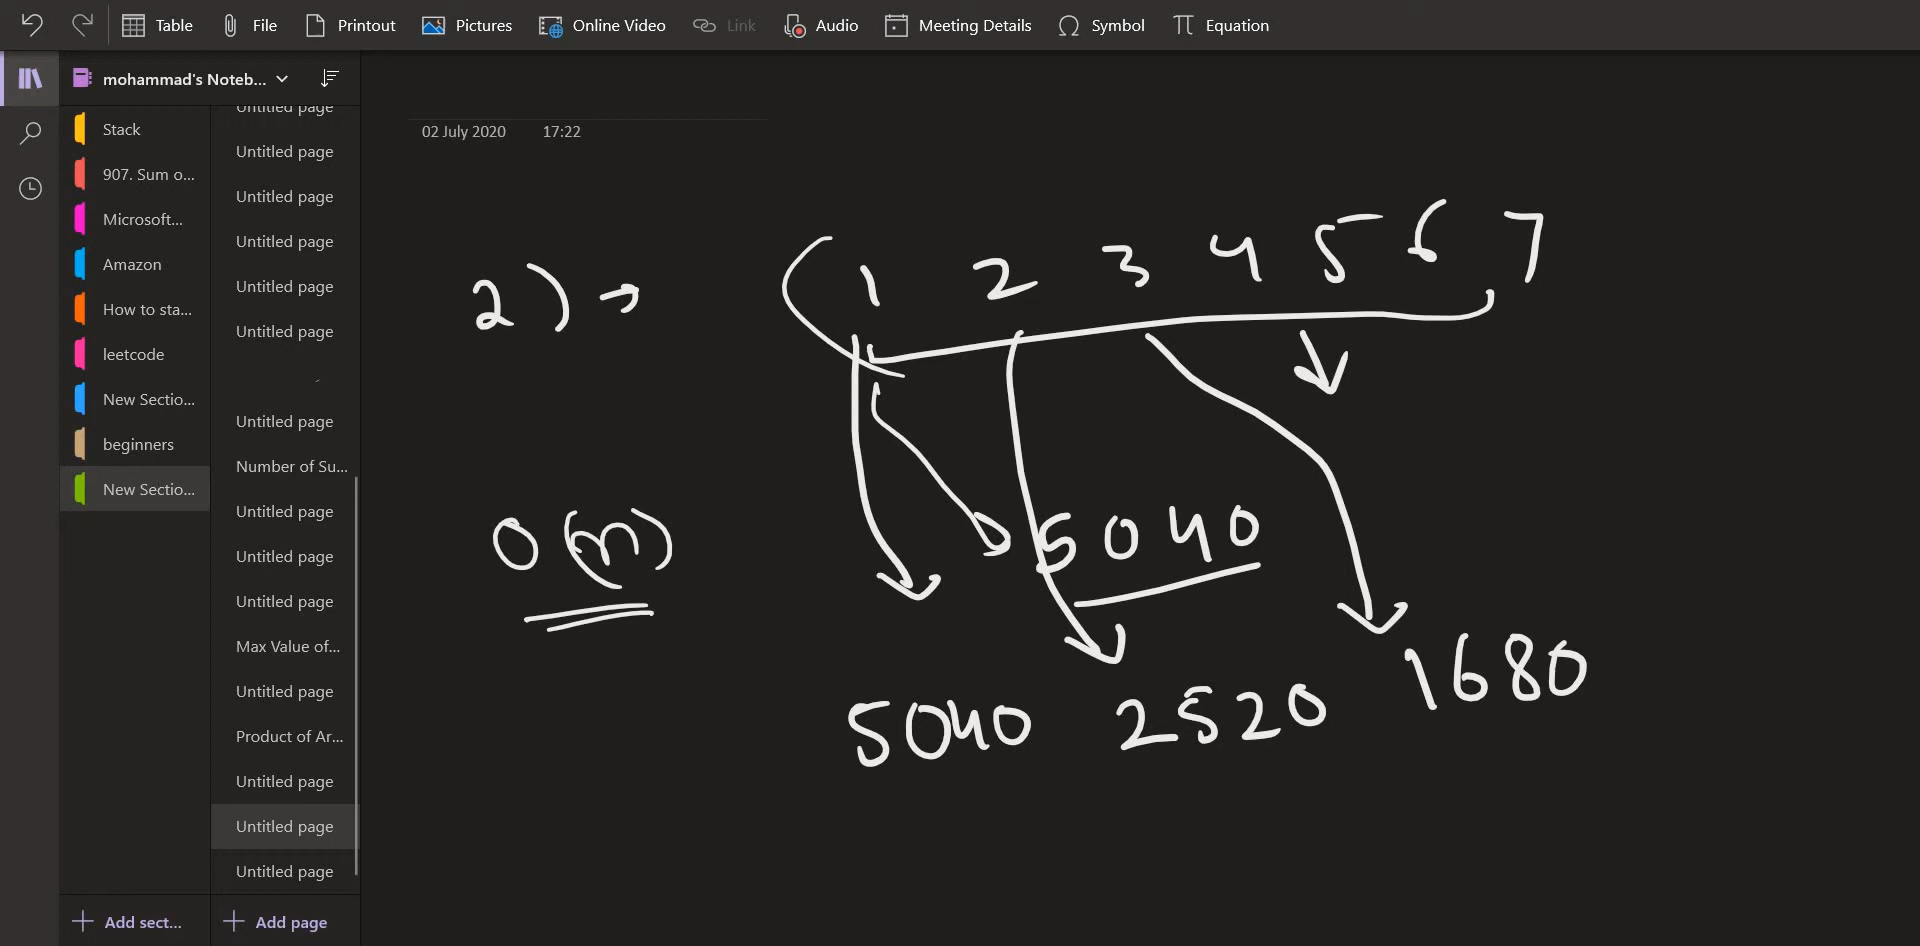 Table File Printout Pictures Online Video Link Audio Meeting Details Symbol Equation
mohammad's Noteb...
Stack
907. Sum o...
Microsoft...
Amazon
How to sta...
leetcode
New Sectio...
beginners
New Sectio...
Add sect...
Untitled page
Untitled page
Untitled page
Untitled page
Untitled page
Untitled page
Untitled page
Number of Su...
Untitled page
Untitled page
Untitled page
Max Value of...
Untitled page
Product of Ar...
Untitled page
Untitled page
Untitled page
Add page
02 July 2020 17:22
2) → ( 1 2 3 4 5 6 7
O(n) 5040
5040 2520 1680